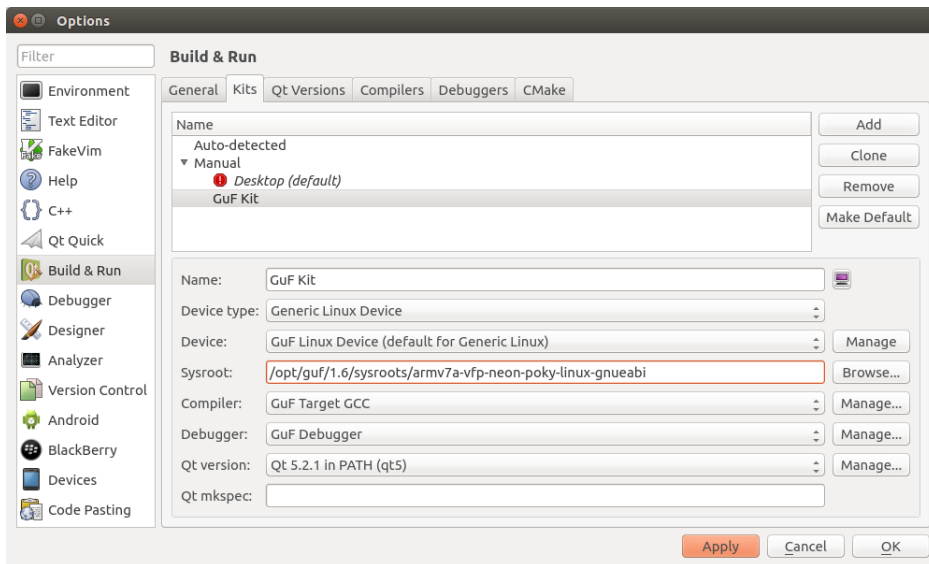 Options
Filter
Build & Run
Environment
Text Editor
FakeVim
Help
C++
Qt Quick
Build & Run
Debugger
Designer
Analyzer
Version Control
Android
BlackBerry
Devices
Code Pasting
General Kits Qt Versions Compilers Debuggers CMake
Name
Auto-detected
Manual
Desktop (default)
GuF Kit
Add
Clone
Remove
Make Default
Name: GuF Kit
Device type: Generic Linux Device
Device: GuF Linux Device (default for Generic Linux) Manage
Sysroot: /opt/guf/1.6/sysroots/armv7a-vfp-neon-poky-linux-gnueabi Browse...
Compiler: GuF Target GCC Manage...
Debugger: GuF Debugger Manage...
Qt version: Qt 5.2.1 in PATH (qt5) Manage...
Qt mkspec:
Apply Cancel OK